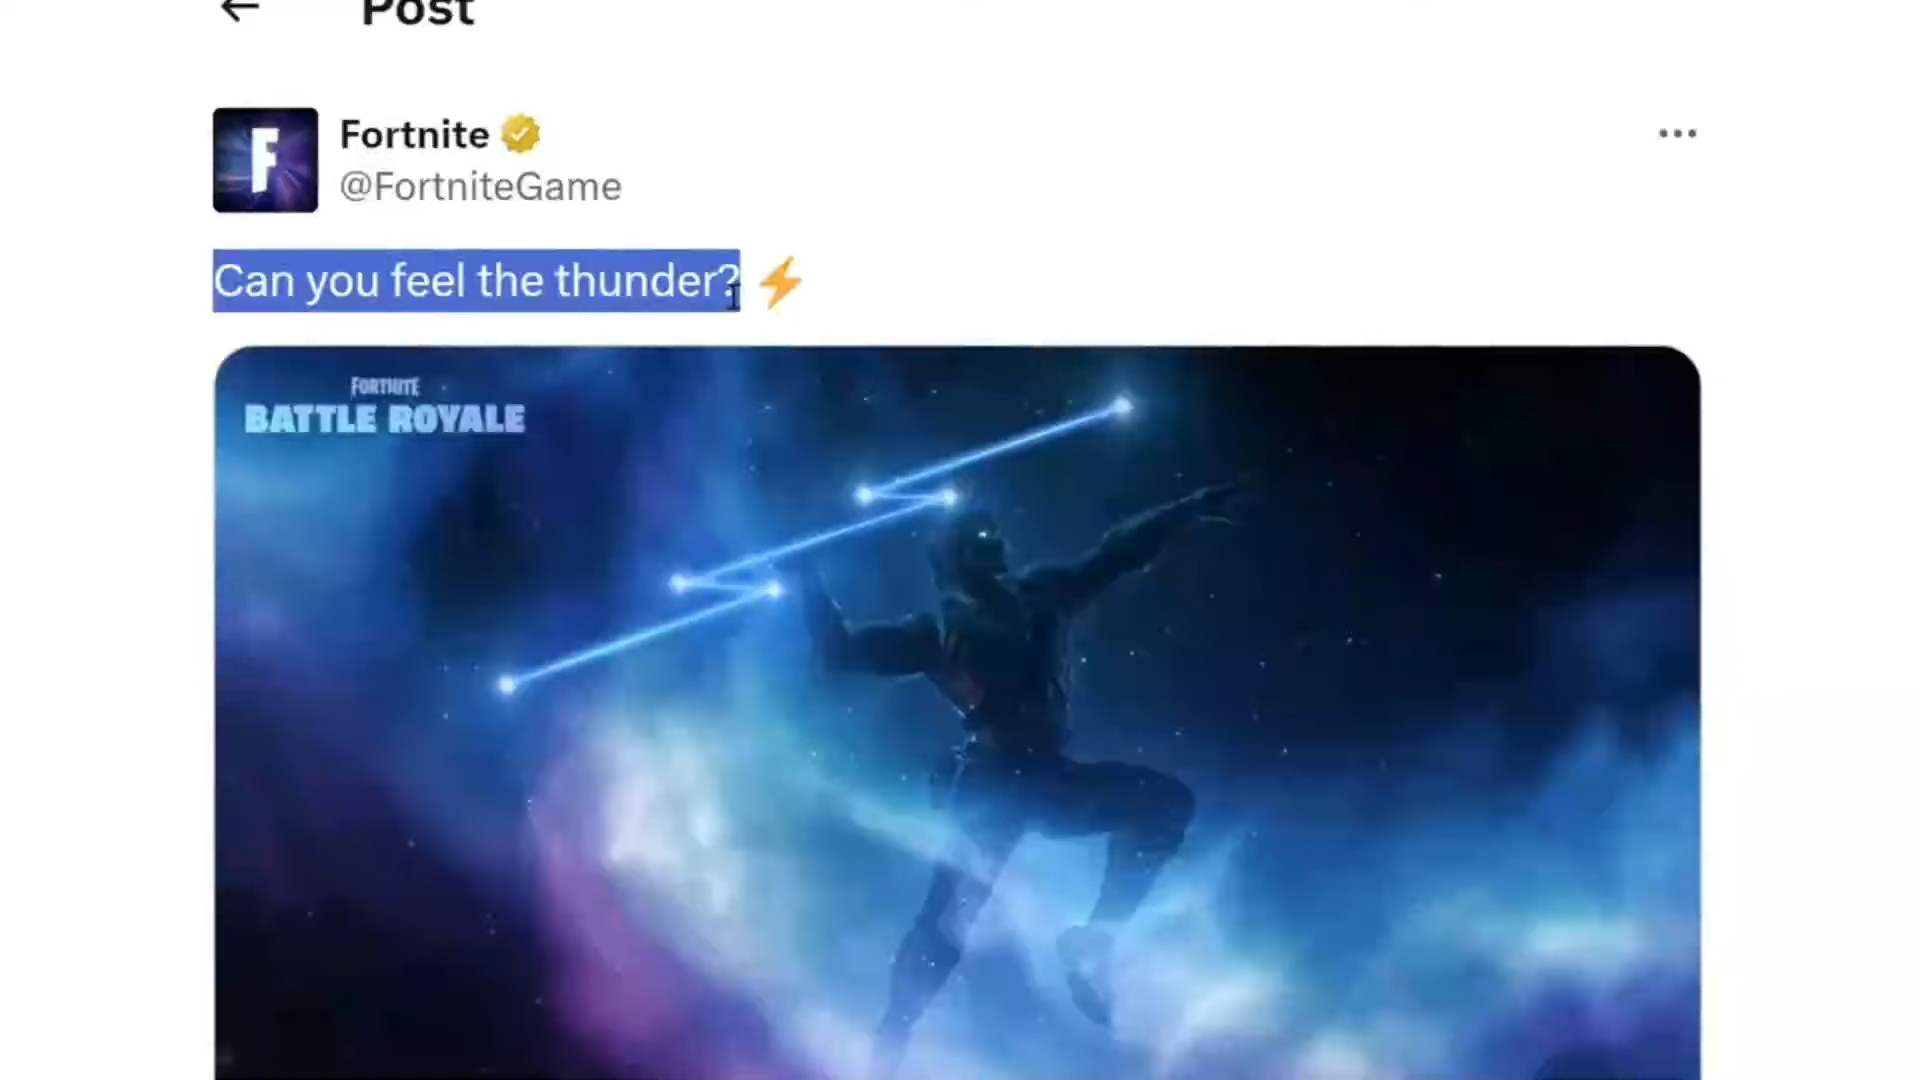 Post
Fortnite
@FortniteGame
Can you feel the thunder? ⚡
FORTNITE
BATTLE ROYALE